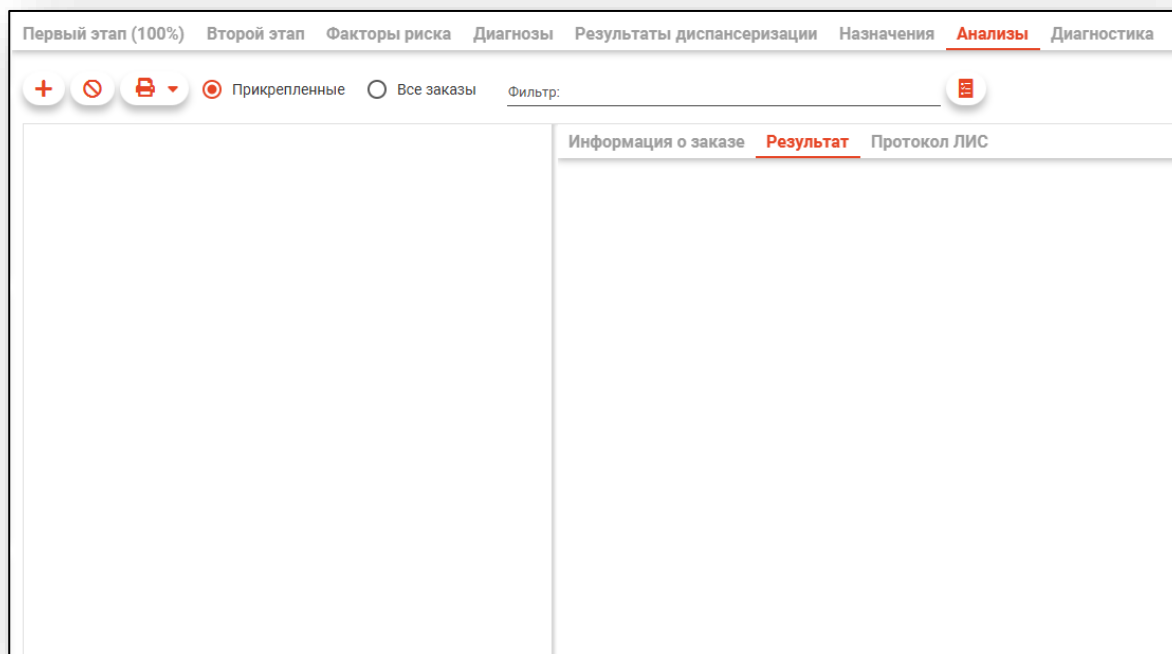 Первый этап (100%) Второй этап Факторы риска Диагнозы Результаты диспансеризации Назначения Анализы Диагностика
Прикрепленные Все заказы Фильтр:
Информация о заказе Результат Протокол ЛИС